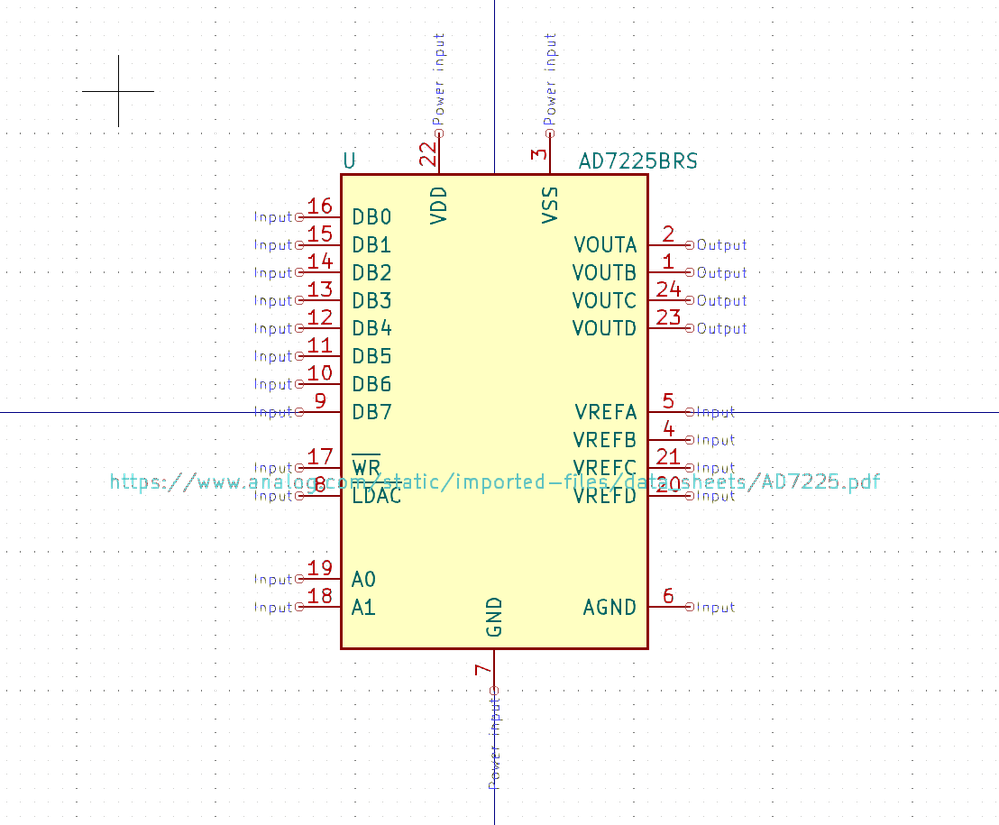 Power input Power input
22 3
U AD7225BRS
VDD VSS
Input 16 DB0
Input 15 DB1 VOUTA 2 Output
Input 14 DB2 VOUTB 1 Output
Input 13 DB3 VOUTC 24 Output
Input 12 DB4 VOUTD 23 Output
Input 11 DB5
Input 10 DB6
Input 9 DB7 VREFA 5 Input
VREFB 4 Input
Input 17 WR VREFC 21 Input
https://www.analog.com/static/imported-files/data_sheets/AD7225.pdf
Input 8 LDAC VREFD 20 Input
Input 19 A0
Input 18 A1 AGND 6 Input
GND
7
Power input